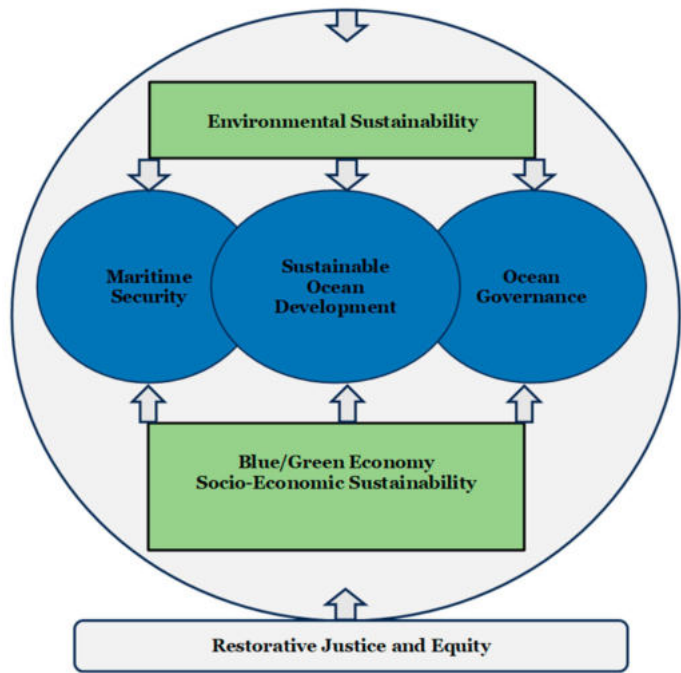 Environmental Sustainability
Maritime
Security
Sustainable
Ocean
Development
Ocean
Governance
Blue/Green Economy
Socio-Economic Sustainability
Restorative Justice and Equity